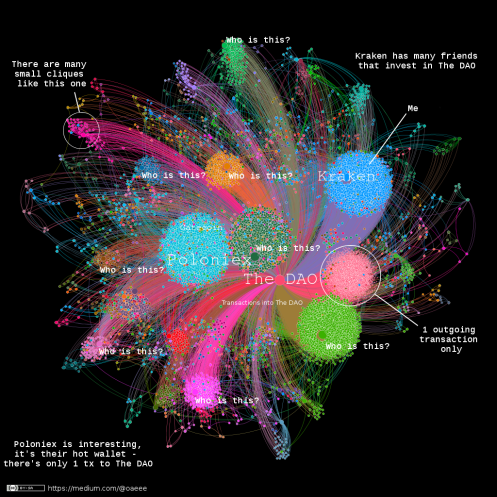 Who is this?
There are many
small cliques
like this one
Kraken has many friends
that invest in The DAO
Me
Who is this?
Who is this?
Kraken
Gatecoin
Who is this?
Poloniex
Who is this?
The DAO
Transactions into The DAO
1 outgoing
transaction
only
Who is this?
Who is this?
Who is this?
Poloniex is interesting,
it's their hot wallet -
there's only 1 tx to The DAO
https://medium.com/@oaeee